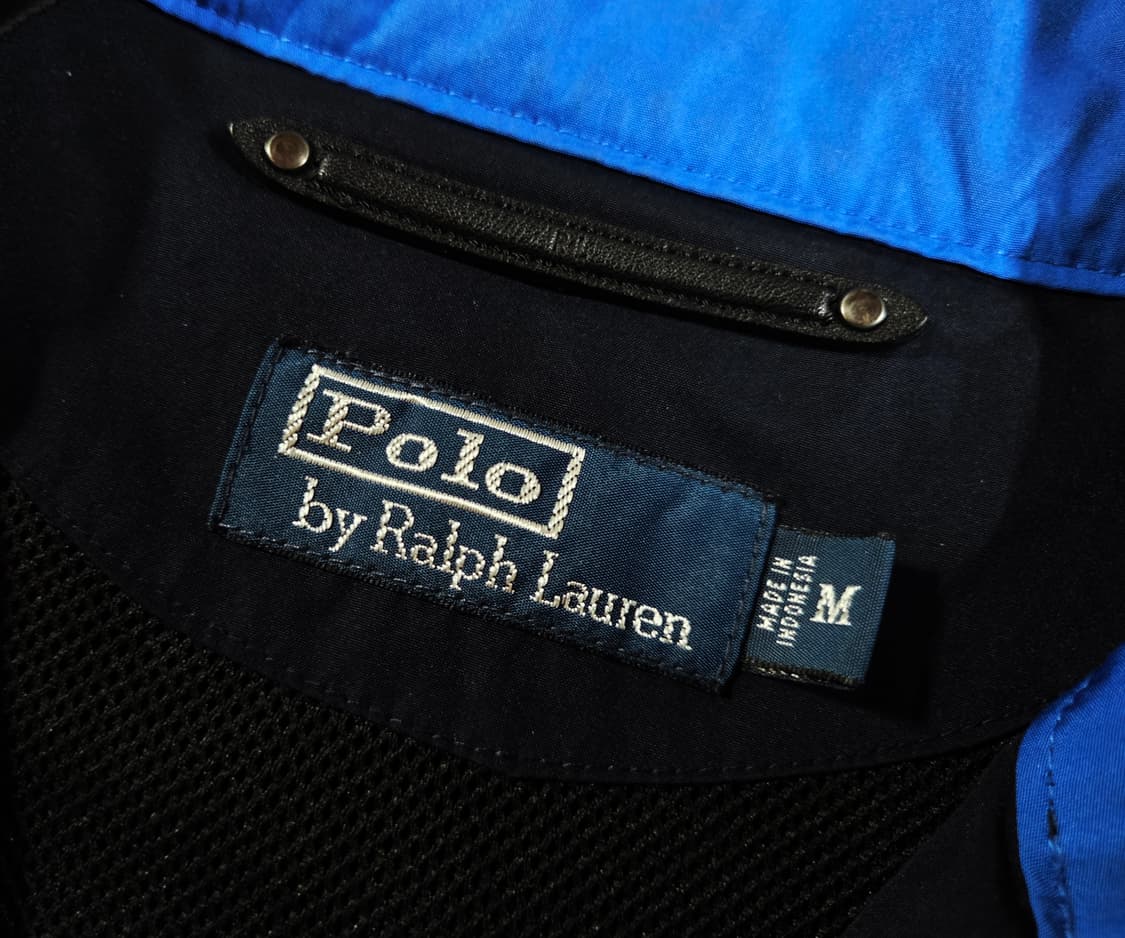 Polo
by Ralph Lauren
MADE IN
INDONESIA
M